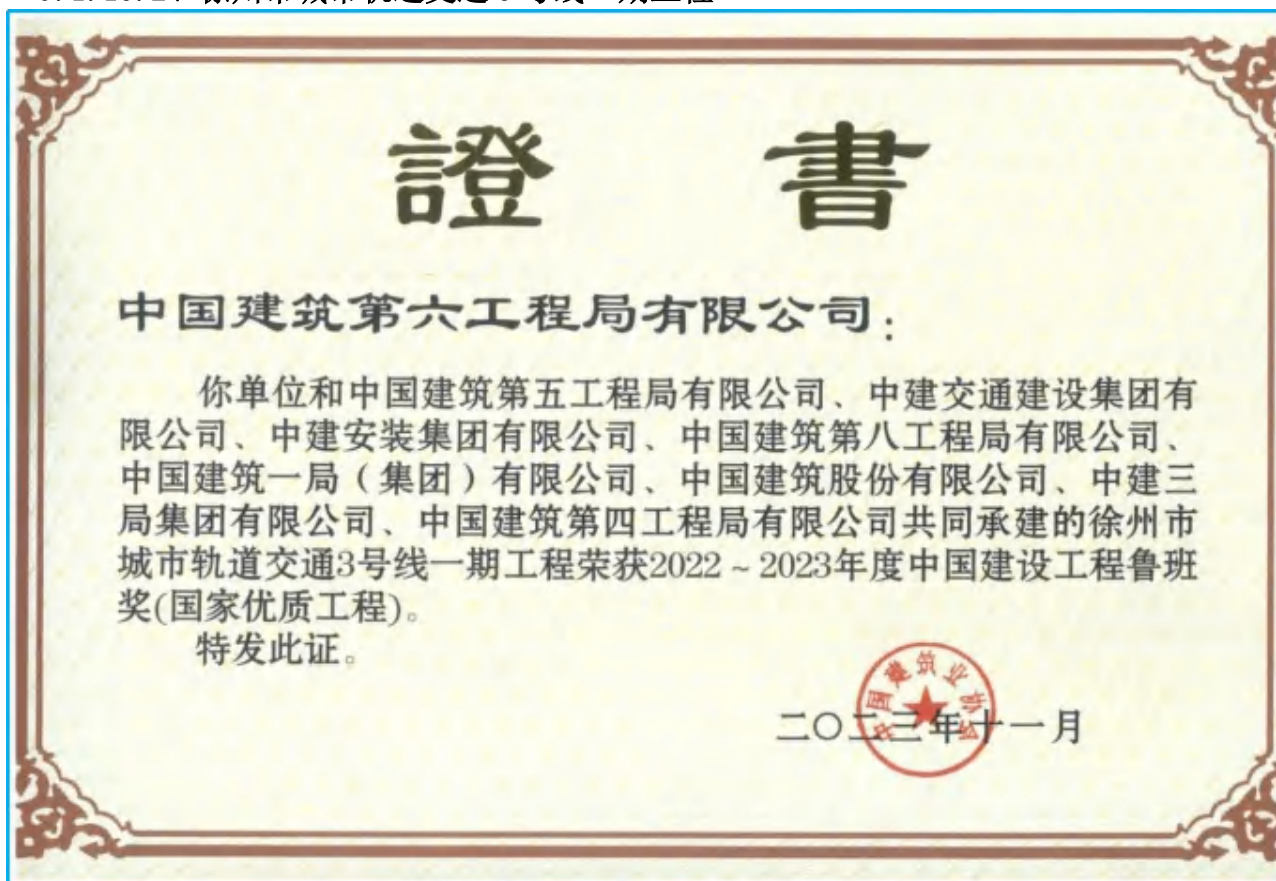 證 書
中国建筑第六工程局有限公司：
你单位和中国建筑第五工程局有限公司、中建交通建设集团有
限公司、中建安装集团有限公司、中国建筑第八工程局有限公司、
中国建筑一局（集团）有限公司、中国建筑股份有限公司、中建三
局集团有限公司、中国建筑第四工程局有限公司共同承建的徐州市
城市轨道交通3号线一期工程荣获2022～2023年度中国建设工程鲁班
奖(国家优质工程)。
特发此证。
中国建筑业协会
二〇二三年十一月